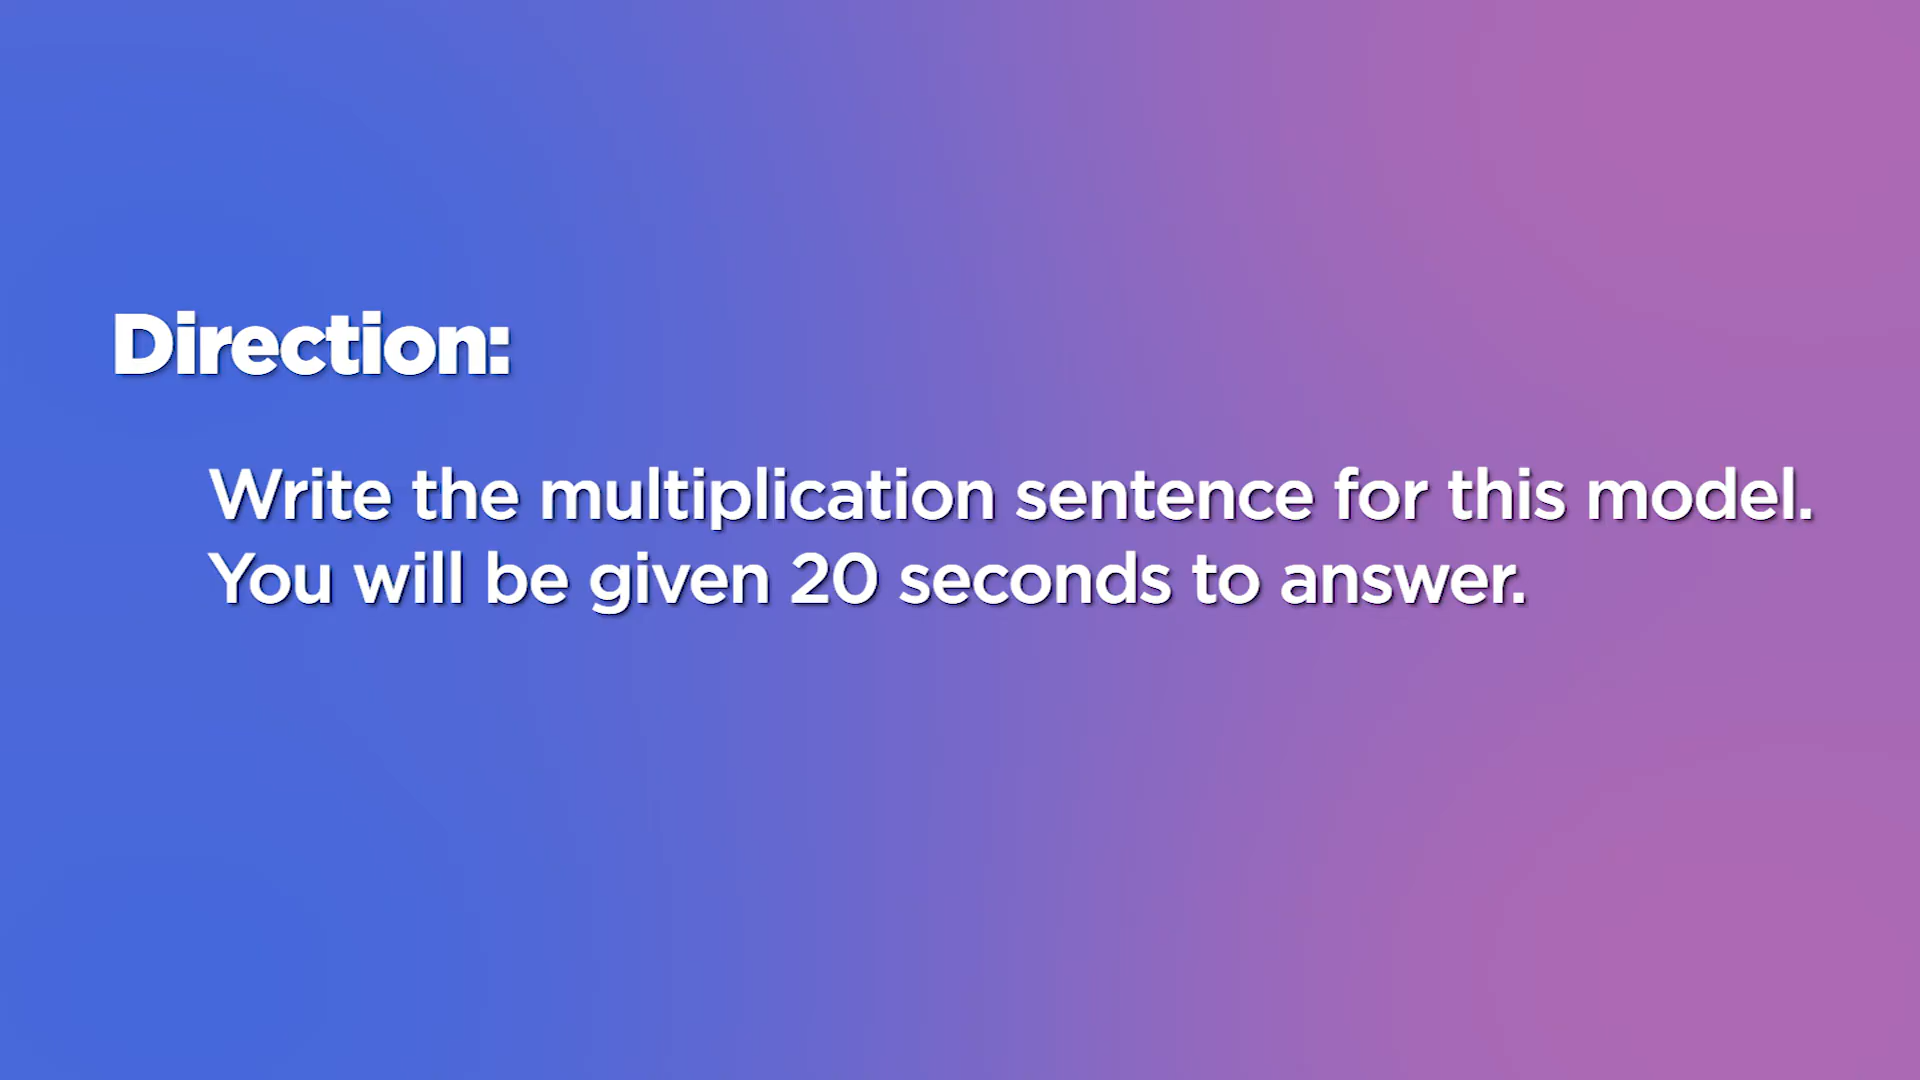 Direction:
Write the multiplication sentence for this model.
You will be given 20 seconds to answer.